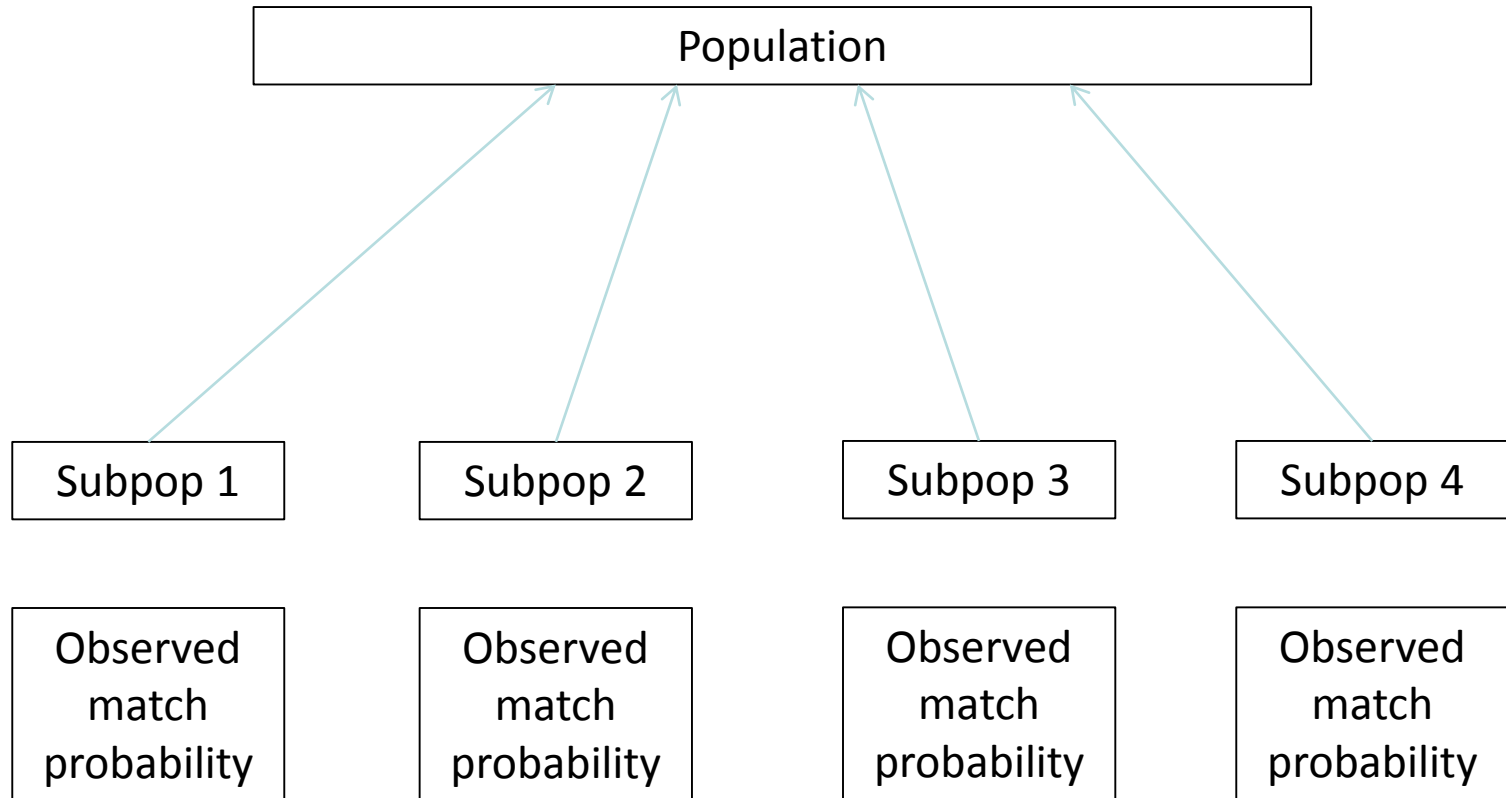 Population
Subpop 1
Subpop 2
Subpop 3
Subpop 4
Observed
match
probability
Observed
match
probability
Observed
match
probability
Observed
match
probability